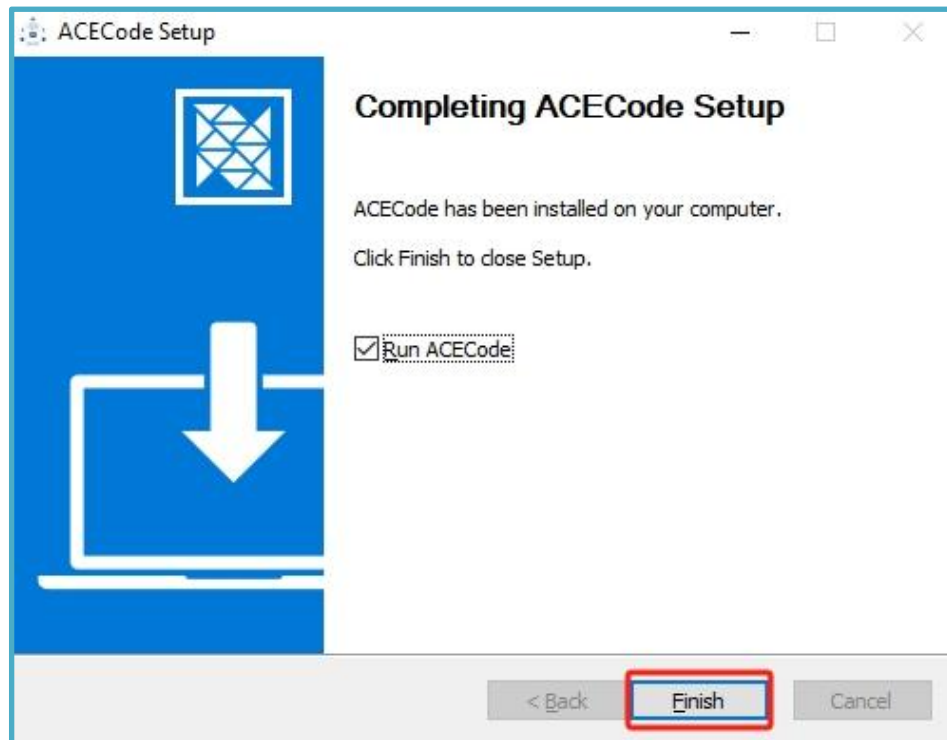 ACECode Setup
Completing ACECode Setup
ACECode has been installed on your computer.
Click Finish to close Setup.
Run ACECode
< Back
Finish
Cancel